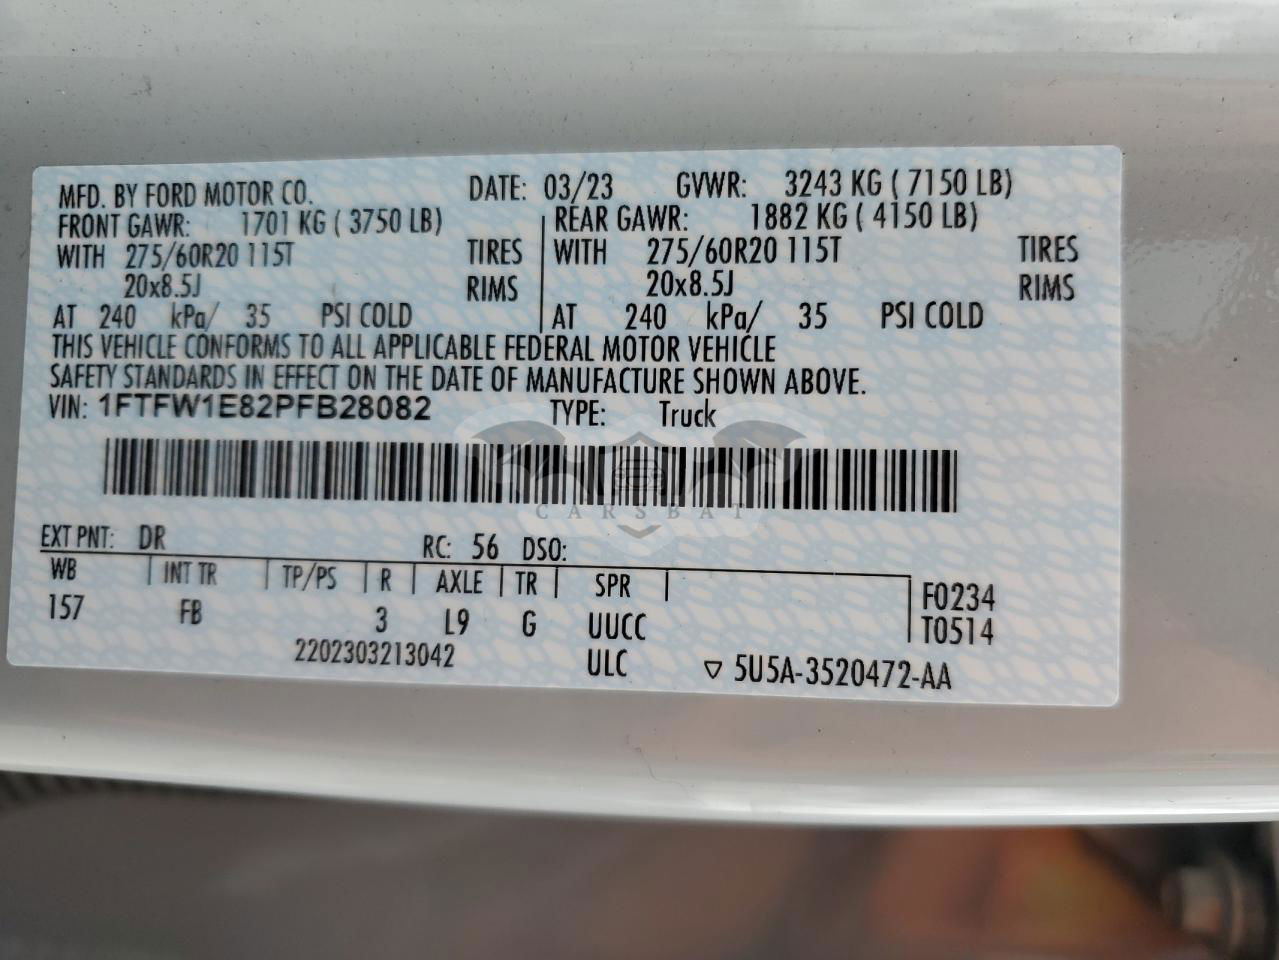 MFD. BY FORD MOTOR CO. DATE: 03/23 GVWR: 3243 KG ( 7150 LB)
FRONT GAWR: 1701 KG ( 3750 LB) REAR GAWR: 1882 KG ( 4150 LB)
WITH 275/60R20 115T TIRES WITH 275/60R20 115T TIRES
20x8.5J RIMS 20x8.5J RIMS
AT 240 kPa/ 35 PSI COLD AT 240 kPa/ 35 PSI COLD
THIS VEHICLE CONFORMS TO ALL APPLICABLE FEDERAL MOTOR VEHICLE
SAFETY STANDARDS IN EFFECT ON THE DATE OF MANUFACTURE SHOWN ABOVE.
VIN: 1FTFW1E82PFB28082 TYPE: Truck
CARSBAT
EXT PNT: DR RC: 56 DSO:
WB INT TR TP/PS R AXLE TR SPR F0234
157 FB 3 L9 G UUCC T0514
2202303213042 ULC ▽ 5U5A-3520472-AA